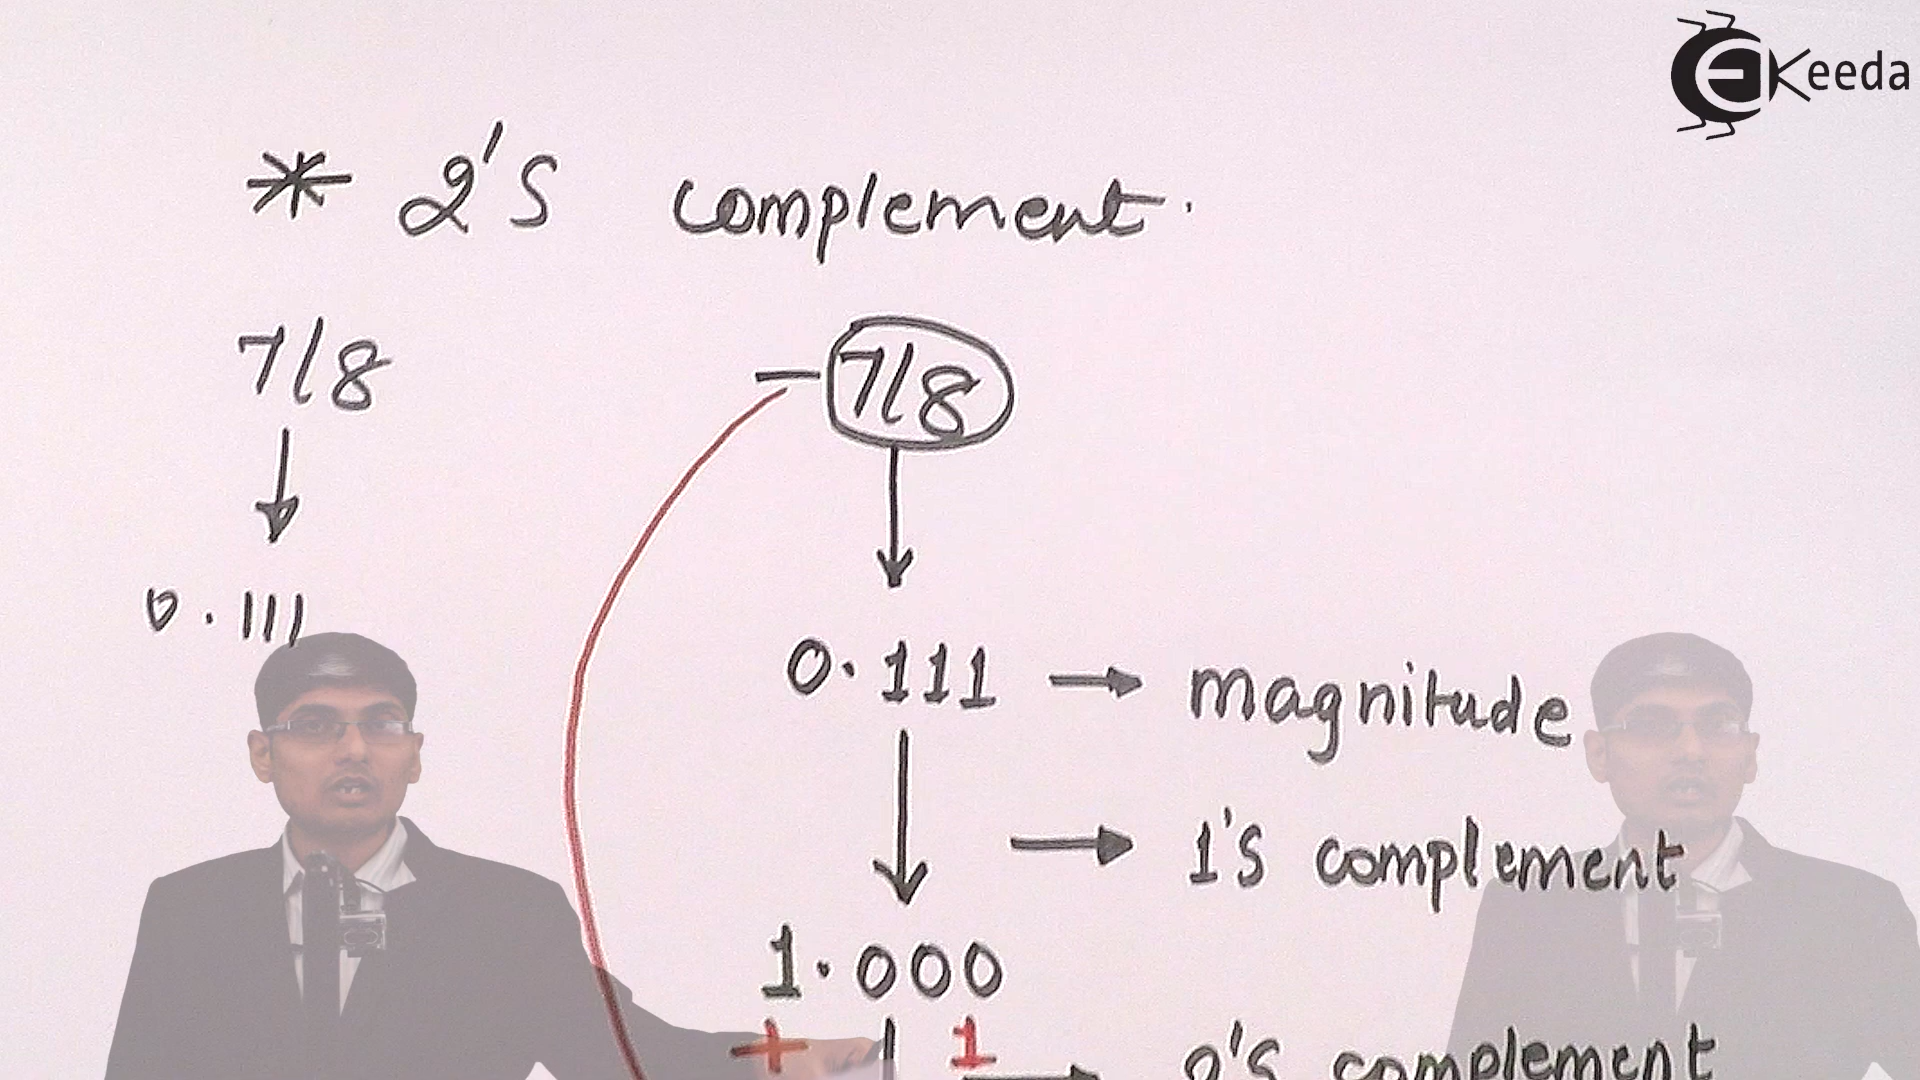 EKeeda
* 2's complement.
7/8
-7/8
0.111
0.111 → magnitude
→ 1's complement
1.000
+ 1
→ 2's complement